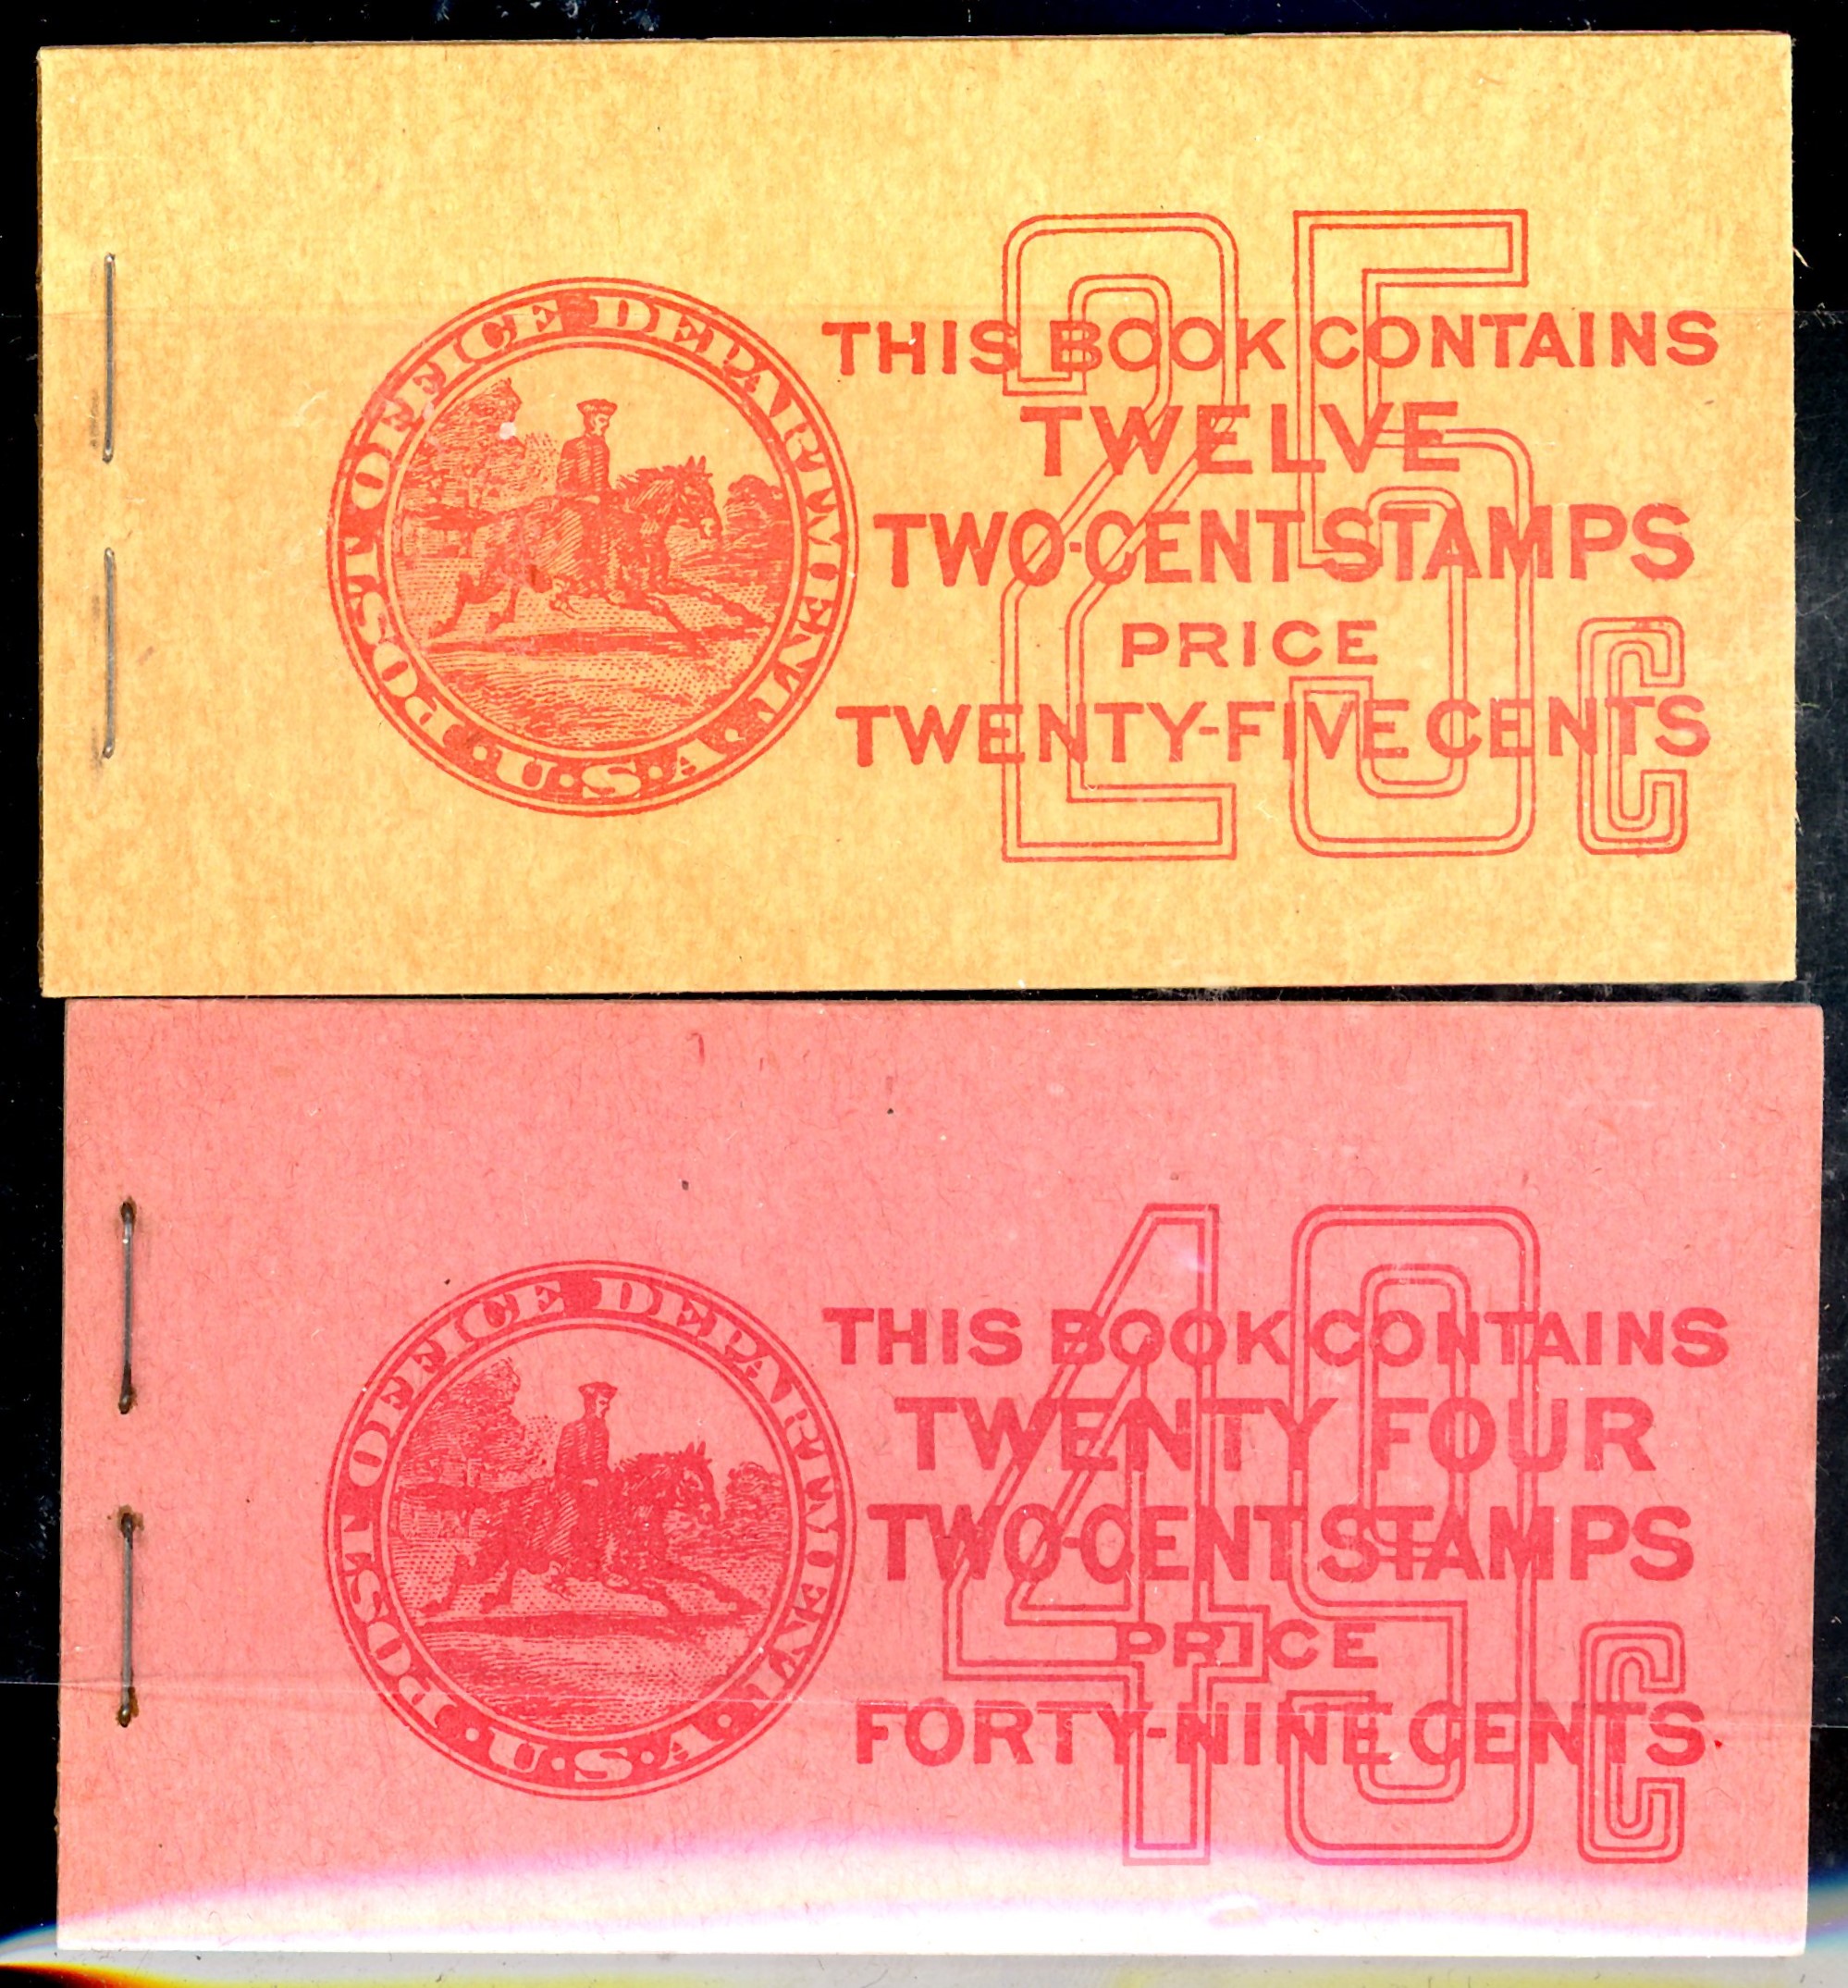 POST OFFICE DEPARTMENT · U · S · A ·
25c
THIS BOOK CONTAINS
TWELVE
TWO-CENT STAMPS
PRICE
TWENTY-FIVE CENTS
POST OFFICE DEPARTMENT · U · S · A ·
49c
THIS BOOK CONTAINS
TWENTY FOUR
TWO-CENT STAMPS
PRICE
FORTY-NINE CENTS